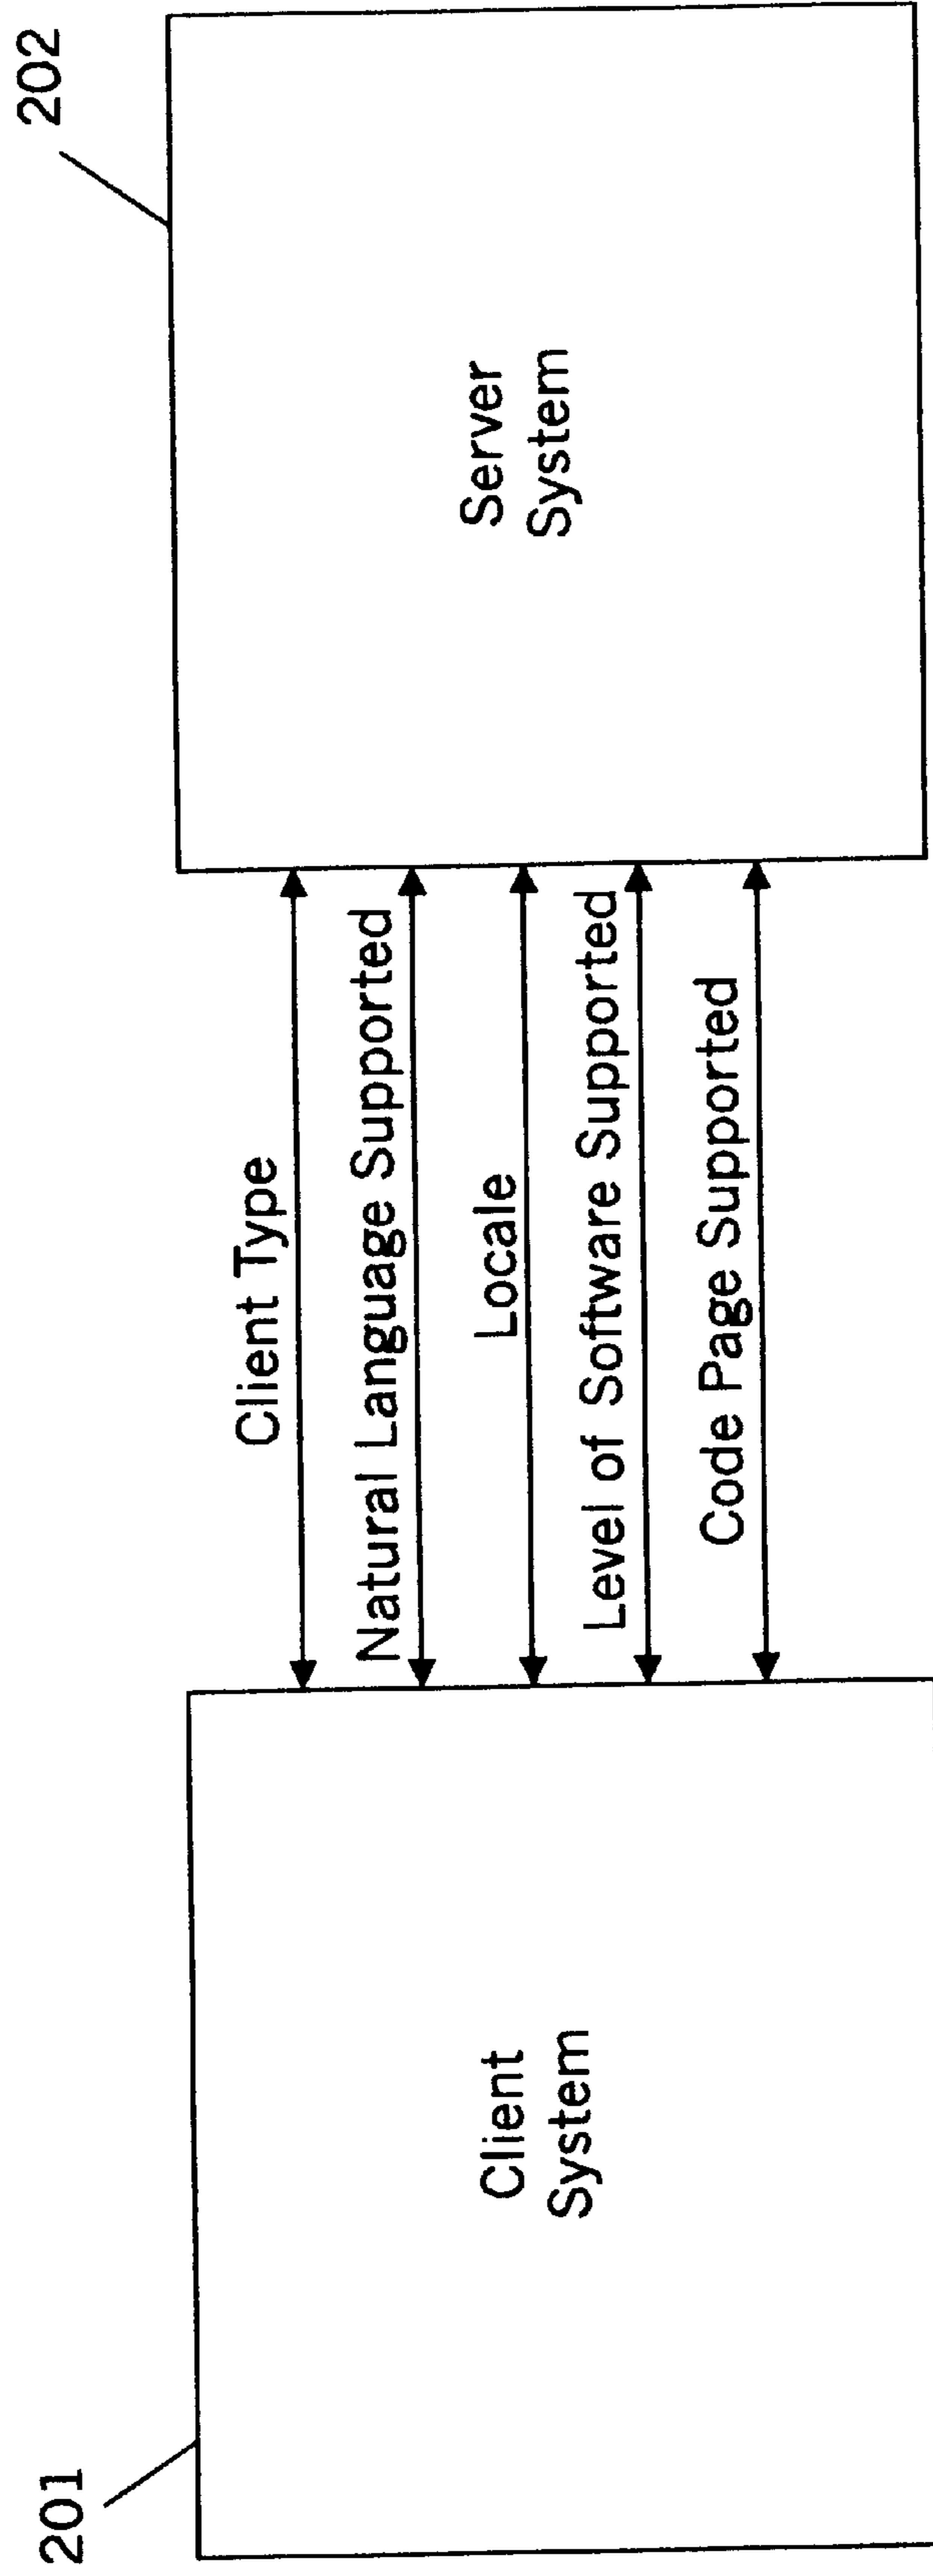 201
202
Client
System
Client Type
Natural Language Supported
Locale
Level of Software Supported
Code Page Supported
Server
System